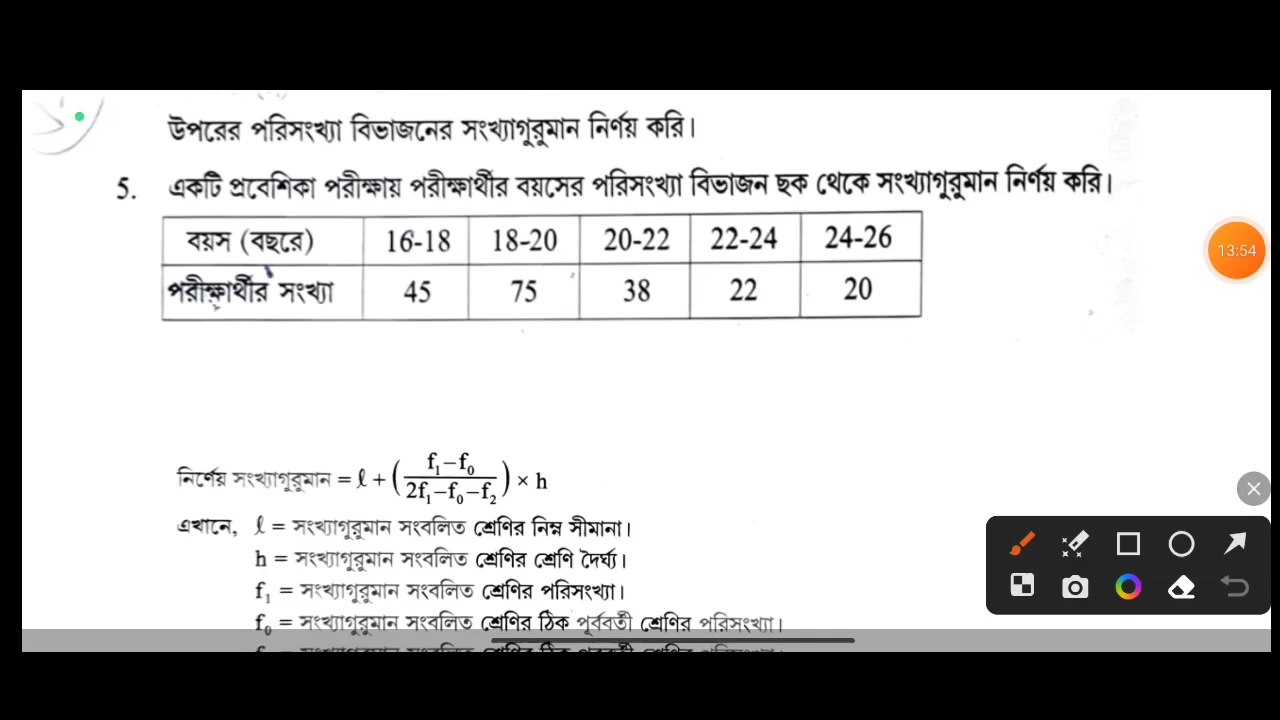 উপরের পরিসংখ্যা বিভাজনের সংখ্যাগুরুমান নির্ণয় করি।
5. একটি প্রবেশিকা পরীক্ষায় পরীক্ষার্থীর বয়সের পরিসংখ্যা বিভাজন ছক থেকে সংখ্যাগুরুমান নির্ণয় করি।
বয়স (বছরে) 16-18 18-20 20-22 22-24 24-26
পরীক্ষার্থীর সংখ্যা 45 75 38 22 20
13:54
নির্ণেয় সংখ্যাগুরুমান = ℓ + (f₁−f₀ / 2f₁−f₀−f₂) × h
এখানে, ℓ = সংখ্যাগুরুমান সংবলিত শ্রেণির নিম্ন সীমানা।
h = সংখ্যাগুরুমান সংবলিত শ্রেণির শ্রেণি দৈর্ঘ্য।
f₁ = সংখ্যাগুরুমান সংবলিত শ্রেণির পরিসংখ্যা।
f₀ = সংখ্যাগুরুমান সংবলিত শ্রেণির ঠিক পূর্ববর্তী শ্রেণির পরিসংখ্যা।